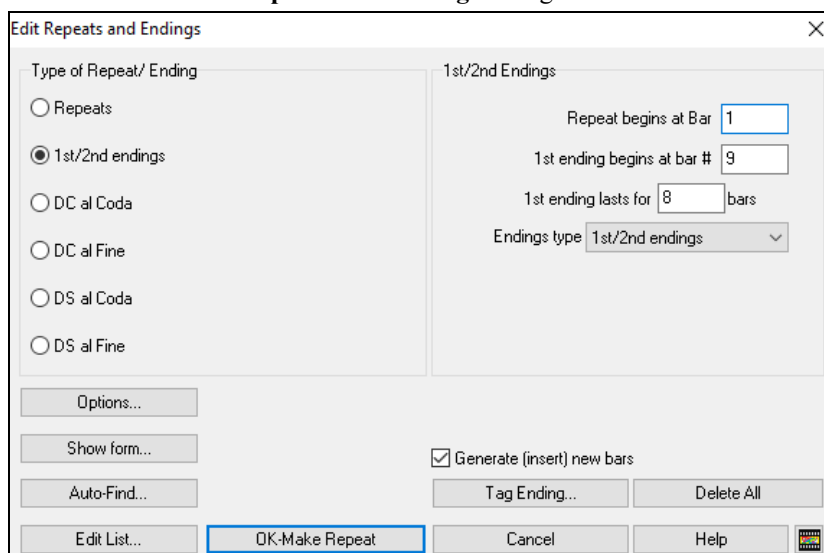 Edit Repeats and Endings
Type of Repeat/ Ending
Repeats
1st/2nd endings
DC al Coda
DC al Fine
DS al Coda
DS al Fine
1st/2nd Endings
Repeat begins at Bar 1
1st ending begins at bar # 9
1st ending lasts for 8 bars
Endings type 1st/2nd endings
Options...
Show form...
Generate (insert) new bars
Auto-Find...
Tag Ending...
Delete All
Edit List...
OK-Make Repeat
Cancel
Help